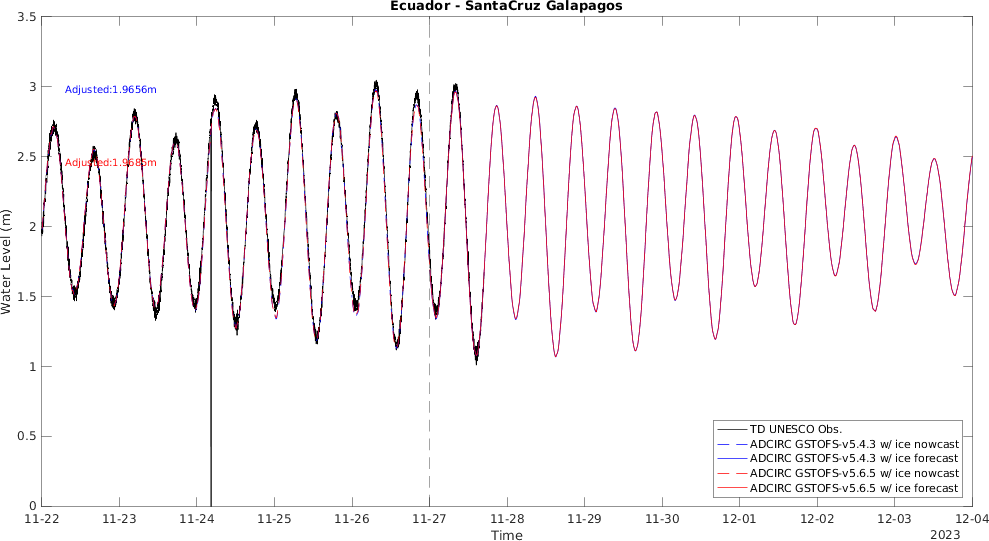 Ecuador - SantaCruz Galapagos
3.5
3
2.5
2
1.5
1
0.5
0
Water Level (m)
Adjusted:1.9656m
Adjusted:1.9685m
TD UNESCO Obs.
ADCIRC GSTOFS-v5.4.3 w/ ice nowcast
ADCIRC GSTOFS-v5.4.3 w/ ice forecast
ADCIRC GSTOFS-v5.6.5 w/ ice nowcast
ADCIRC GSTOFS-v5.6.5 w/ ice forecast
11-22 11-23 11-24 11-25 11-26 11-27 11-28 11-29 11-30 12-01 12-02 12-03 12-04
Time
2023